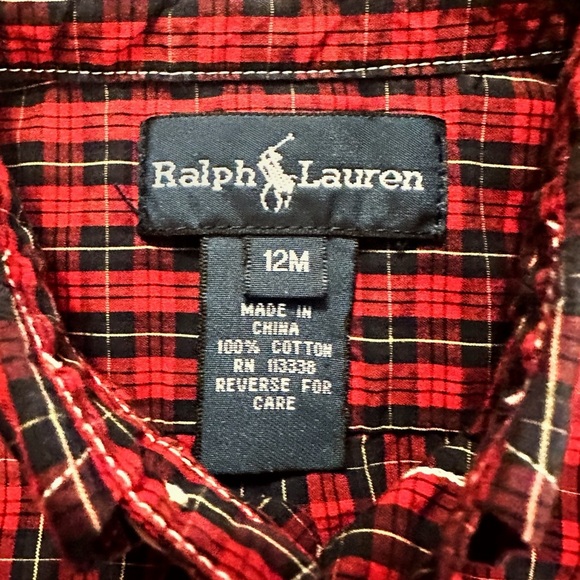 Ralph Lauren
12M
MADE IN
CHINA
100% COTTON
RN 113338
REVERSE FOR
CARE